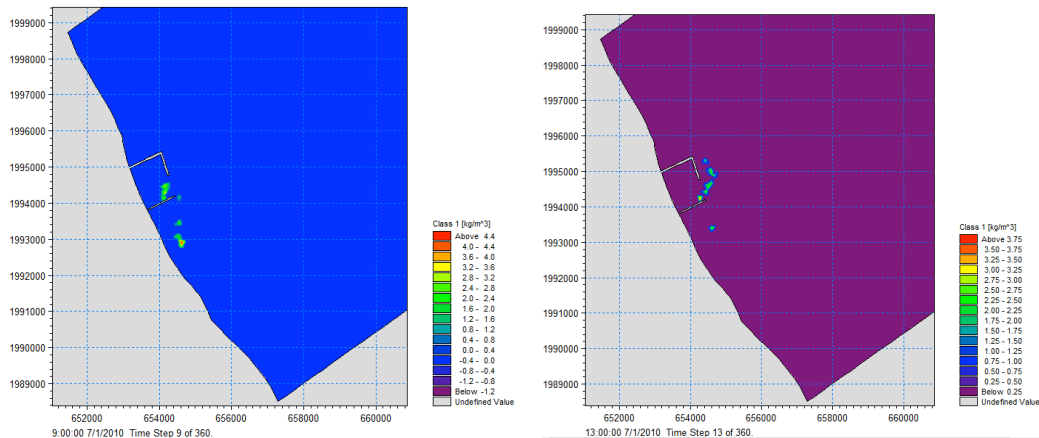 1999000
1998000
1997000
1996000
1995000
1994000
1993000
1992000
1991000
1990000
1989000
652000 654000 656000 658000 660000
9:00:00 7/1/2010 Time Step 9 of 360.
Class 1 [kg/m^3]
Above 4.4
4.0 - 4.4
3.6 - 4.0
3.2 - 3.6
2.8 - 3.2
2.4 - 2.8
2.0 - 2.4
1.6 - 2.0
1.2 - 1.6
0.8 - 1.2
0.4 - 0.8
0.0 - 0.4
-0.4 - 0.0
-0.8 - -0.4
-1.2 - -0.8
Below -1.2
Undefined Value
1999000
1998000
1997000
1996000
1995000
1994000
1993000
1992000
1991000
1990000
1989000
652000 654000 656000 658000 660000
13:00:00 7/1/2010 Time Step 13 of 360.
Class 1 [kg/m^3]
Above 3.75
3.50 - 3.75
3.25 - 3.50
3.00 - 3.25
2.75 - 3.00
2.50 - 2.75
2.25 - 2.50
2.00 - 2.25
1.75 - 2.00
1.50 - 1.75
1.25 - 1.50
1.00 - 1.25
0.75 - 1.00
0.50 - 0.75
0.25 - 0.50
Below 0.25
Undefined Value